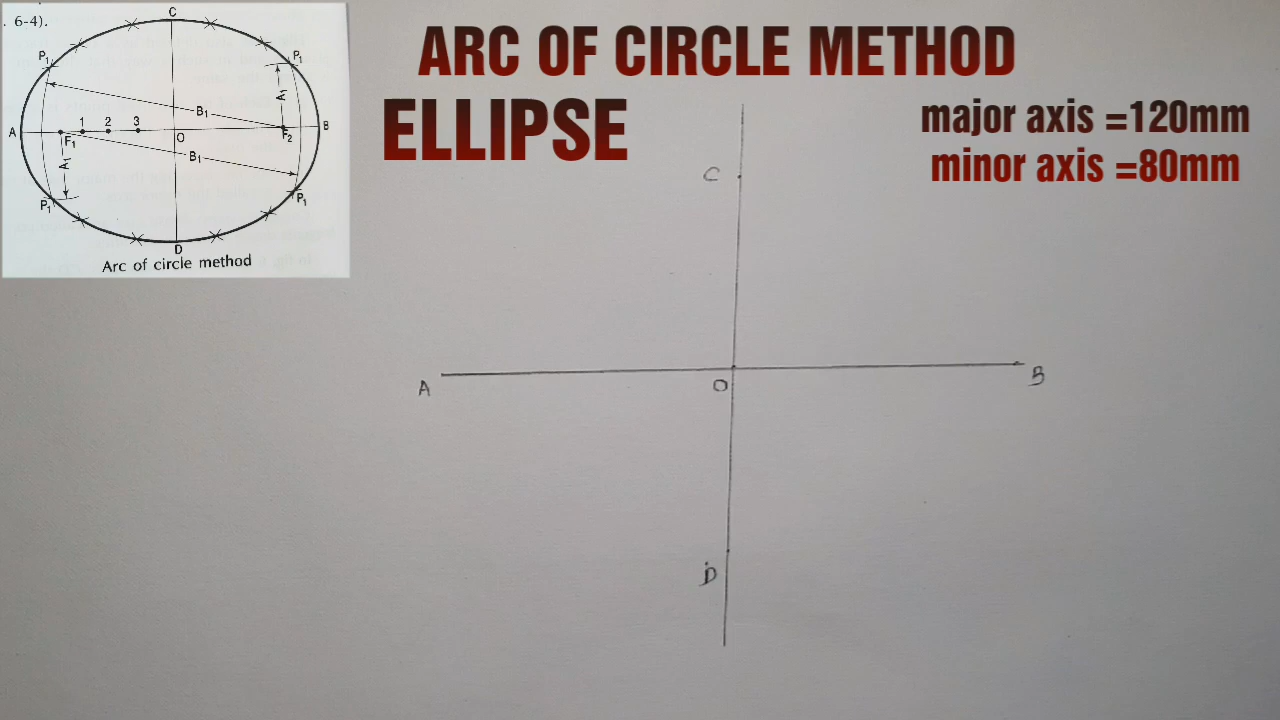 . 6-4).
C
P1 P1
B1 A1
1 2 3
A F1 O F2 B
A1 B1
P1 P1
D
Arc of circle method
ARC OF CIRCLE METHOD
ELLIPSE
major axis =120mm
minor axis =80mm
C
A O B
D